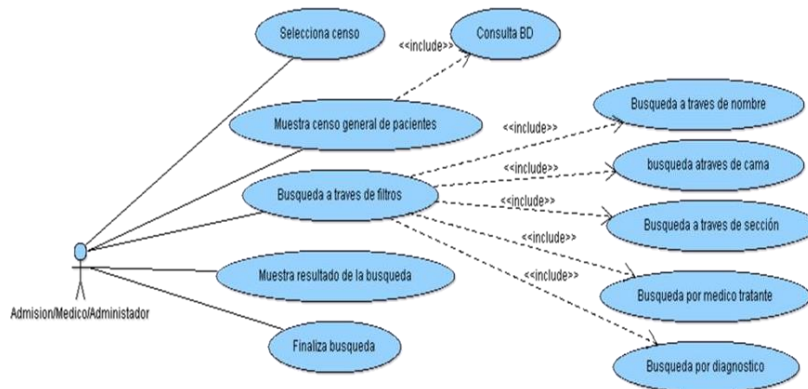 Selecciona censo
<<include>>
Consulta BD
Muestra censo general de pacientes
<<include>>
Busqueda a traves de nombre
<<include>>
busqueda atraves de cama
Busqueda a traves de filtros
<<include>>
Busqueda a traves de sección
<<include>>
Muestra resultado de la busqueda
<<include>>
Busqueda por medico tratante
Admision/Medico/Administador
Finaliza busqueda
Busqueda por diagnostico